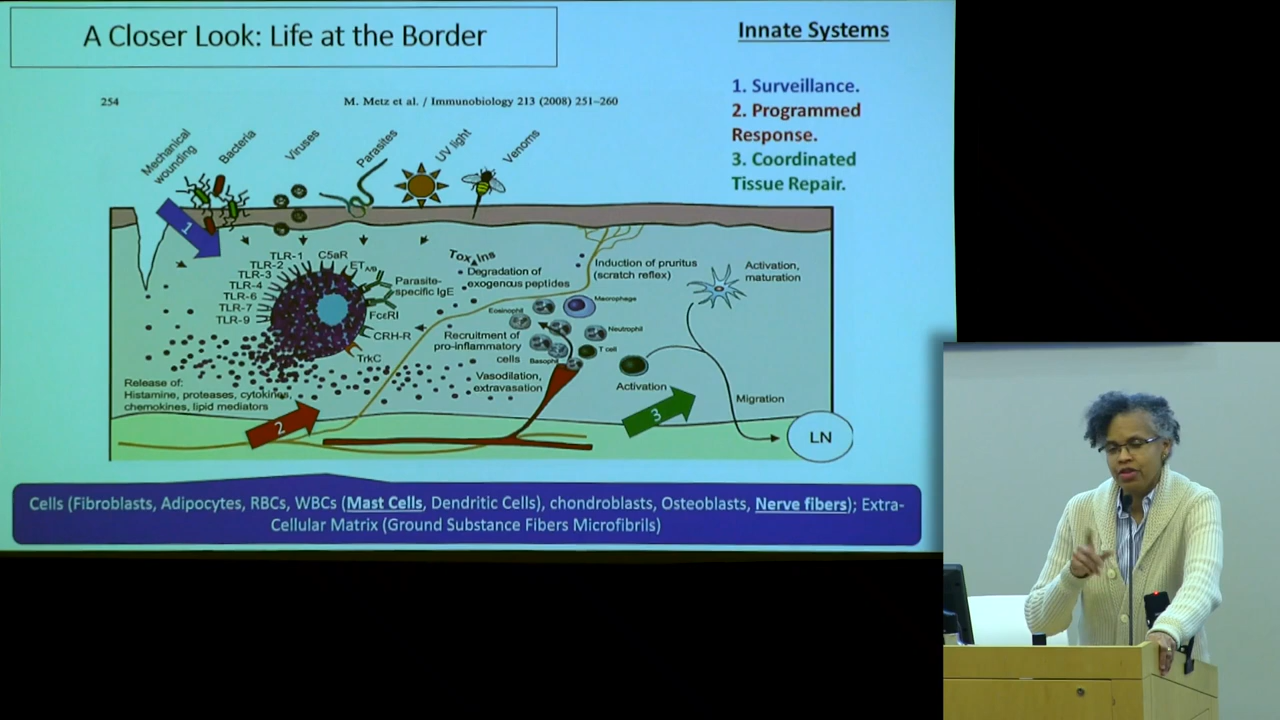 A Closer Look: Life at the Border
Innate Systems
1. Surveillance.
2. Programmed
Response.
3. Coordinated
Tissue Repair.
254
M. Metz et al. / Immunobiology 213 (2008) 251–260
Mechanical
wounding
Bacteria
Viruses
Parasites
UV light
Venoms
1
TLR-1
TLR-2
TLR-3
TLR-4
TLR-6
TLR-7
TLR-9
C5aR
ETA/B
Parasite-
specific IgE
FcεRI
CRH-R
TrkC
Toxins
Degradation of
exogenous peptides
Induction of pruritus
(scratch reflex)
Activation,
maturation
Macrophage
Eosinophil
Neutrophil
T cell
Basophil
Recruitment of
pro-inflammatory
cells
Vasodilation,
extravasation
Activation
Migration
Release of:
Histamine, proteases, cytokines,
chemokines, lipid mediators
2
3
LN
Cells (Fibroblasts, Adipocytes, RBCs, WBCs (Mast Cells, Dendritic Cells), chondroblasts, Osteoblasts, Nerve fibers); Extra-
Cellular Matrix (Ground Substance Fibers Microfibrils)